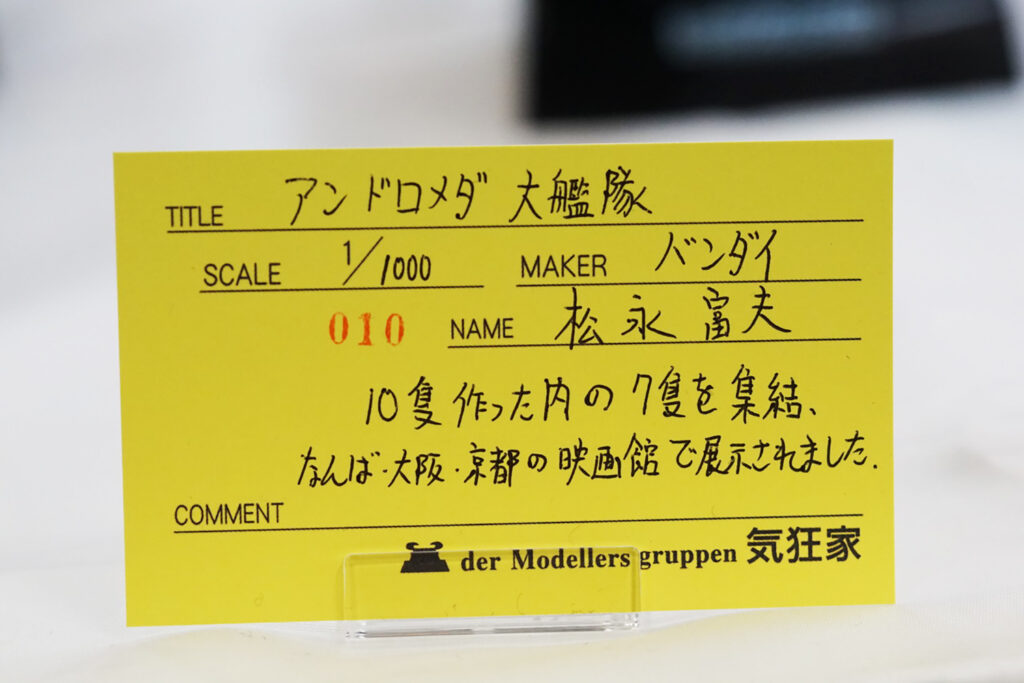 TITLE アンドロメダ 大艦隊
SCALE 1/1000 MAKER バンダイ
010 NAME 松永富夫
10隻作った内の7隻を集結、
なんば・大阪・京都の映画館で展示されました.
COMMENT
der Modellers gruppen 気狂家